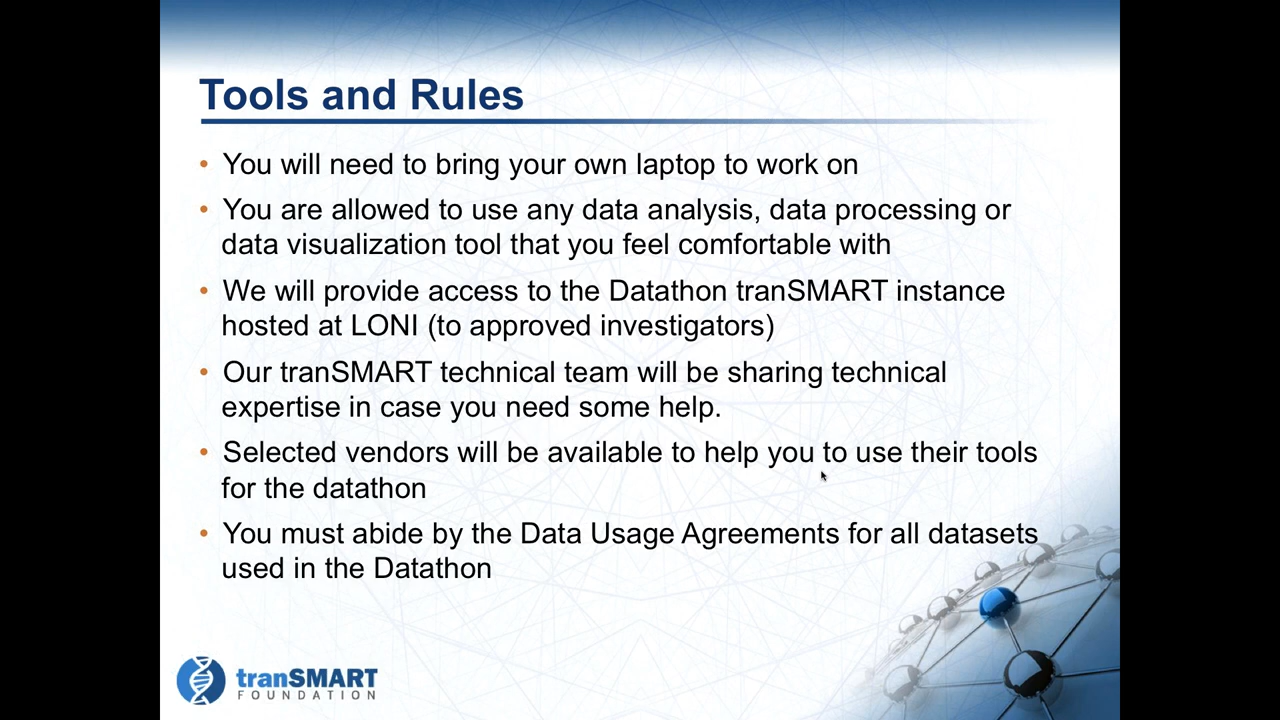 Tools and Rules
• You will need to bring your own laptop to work on
• You are allowed to use any data analysis, data processing or
data visualization tool that you feel comfortable with
• We will provide access to the Datathon tranSMART instance
hosted at LONI (to approved investigators)
• Our tranSMART technical team will be sharing technical
expertise in case you need some help.
• Selected vendors will be available to help you to use their tools
for the datathon
• You must abide by the Data Usage Agreements for all datasets
used in the Datathon
tranSMART
FOUNDATION